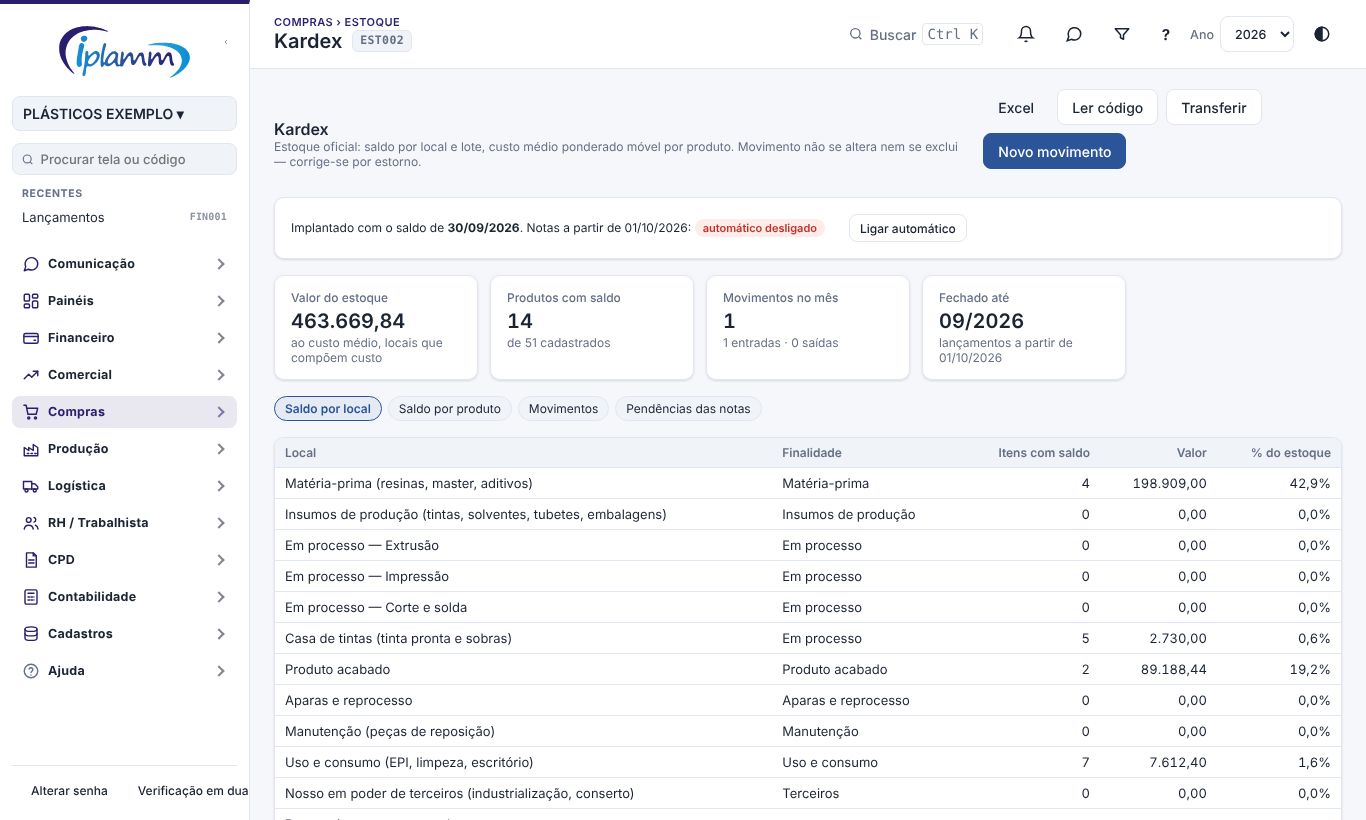 iplamm
‹
PLÁSTICOS EXEMPLO ▾
Procurar tela ou código
RECENTES
Lançamentos FIN001
Comunicação
Painéis
Financeiro
Comercial
Compras
Produção
Logística
RH / Trabalhista
CPD
Contabilidade
Cadastros
Ajuda
Alterar senha Verificação em dua
COMPRAS › ESTOQUE
Kardex EST002
Buscar Ctrl K ? Ano 2026
Kardex
Estoque oficial: saldo por local e lote, custo médio ponderado móvel por produto. Movimento não se altera nem se exclui
— corrige-se por estorno.
Excel Ler código Transferir
Novo movimento
Implantado com o saldo de 30/09/2026. Notas a partir de 01/10/2026: automático desligado Ligar automático
Valor do estoque
463.669,84
ao custo médio, locais que
compõem custo
Produtos com saldo
14
de 51 cadastrados
Movimentos no mês
1
1 entradas · 0 saídas
Fechado até
09/2026
lançamentos a partir de
01/10/2026
Saldo por local Saldo por produto Movimentos Pendências das notas
Local Finalidade Itens com saldo Valor % do estoque
Matéria-prima (resinas, master, aditivos) Matéria-prima 4 198.909,00 42,9%
Insumos de produção (tintas, solventes, tubetes, embalagens) Insumos de produção 0 0,00 0,0%
Em processo — Extrusão Em processo 0 0,00 0,0%
Em processo — Impressão Em processo 0 0,00 0,0%
Em processo — Corte e solda Em processo 0 0,00 0,0%
Casa de tintas (tinta pronta e sobras) Em processo 5 2.730,00 0,6%
Produto acabado Produto acabado 2 89.188,44 19,2%
Aparas e reprocesso Aparas e reprocesso 0 0,00 0,0%
Manutenção (peças de reposição) Manutenção 0 0,00 0,0%
Uso e consumo (EPI, limpeza, escritório) Uso e consumo 7 7.612,40 1,6%
Nosso em poder de terceiros (industrialização, conserto) Terceiros 0 0,00 0,0%